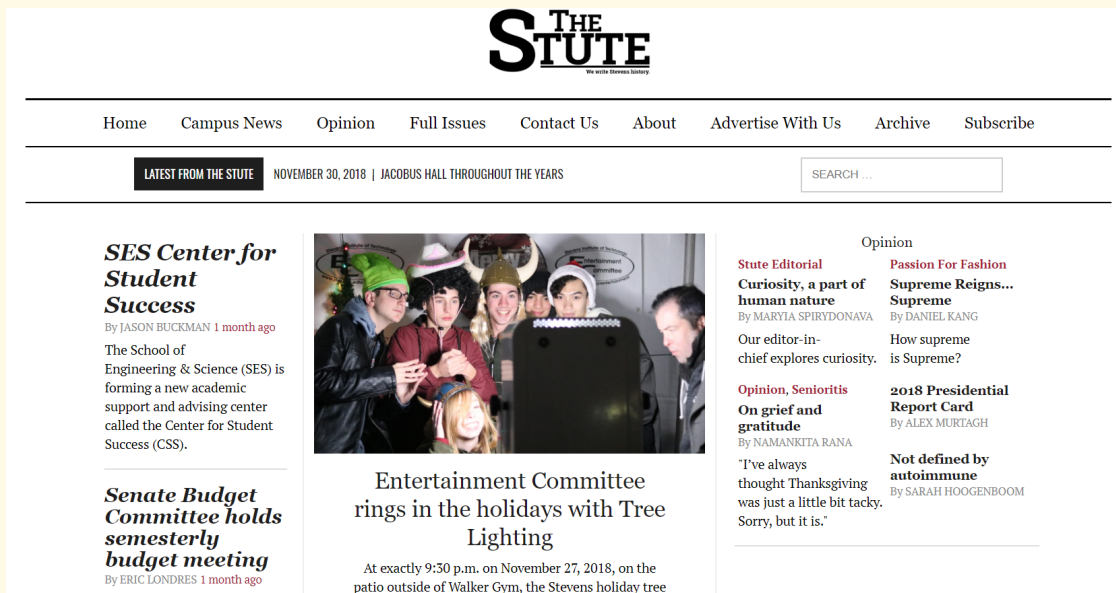 THE
STUTE
We write Stevens history.
Home Campus News Opinion Full Issues Contact Us About Advertise With Us Archive Subscribe
LATEST FROM THE STUTE NOVEMBER 30, 2018 | JACOBUS HALL THROUGHOUT THE YEARS SEARCH ...
SES Center for
Student
Success
By JASON BUCKMAN 1 month ago
The School of
Engineering & Science (SES) is
forming a new academic
support and advising center
called the Center for Student
Success (CSS).
Senate Budget
Committee holds
semesterly
budget meeting
By ERIC LONDRES 1 month ago
Entertainment
Committee
Entertainment Committee
rings in the holidays with Tree
Lighting
At exactly 9:30 p.m. on November 27, 2018, on the
patio outside of Walker Gym, the Stevens holiday tree
Opinion
Stute Editorial
Curiosity, a part of
human nature
By MARYIA SPIRYDONAVA
Our editor-in-
chief explores curiosity.
Opinion, Senioritis
On grief and
gratitude
By NAMANKITA RANA
"I've always
thought Thanksgiving
was just a little bit tacky.
Sorry, but it is."
Passion For Fashion
Supreme Reigns...
Supreme
By DANIEL KANG
How supreme
is Supreme?
2018 Presidential
Report Card
By ALEX MURTAGH
Not defined by
autoimmune
By SARAH HOOGENBOOM